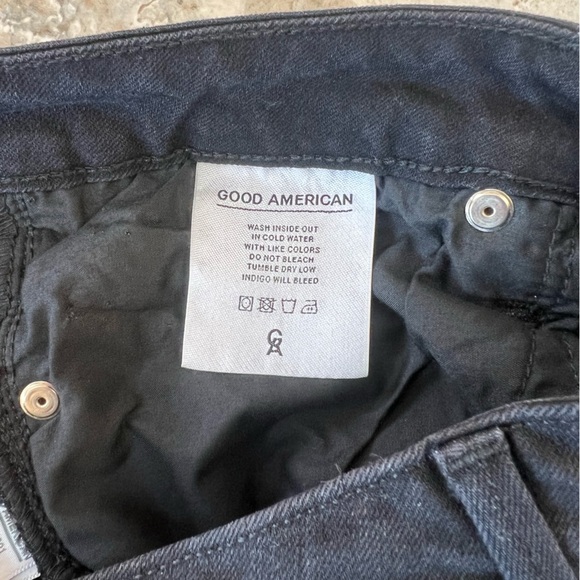 GOOD AMERICAN
WASH INSIDE OUT
IN COLD WATER
WITH LIKE COLORS
DO NOT BLEACH
TUMBLE DRY LOW
INDIGO WILL BLEED
GA